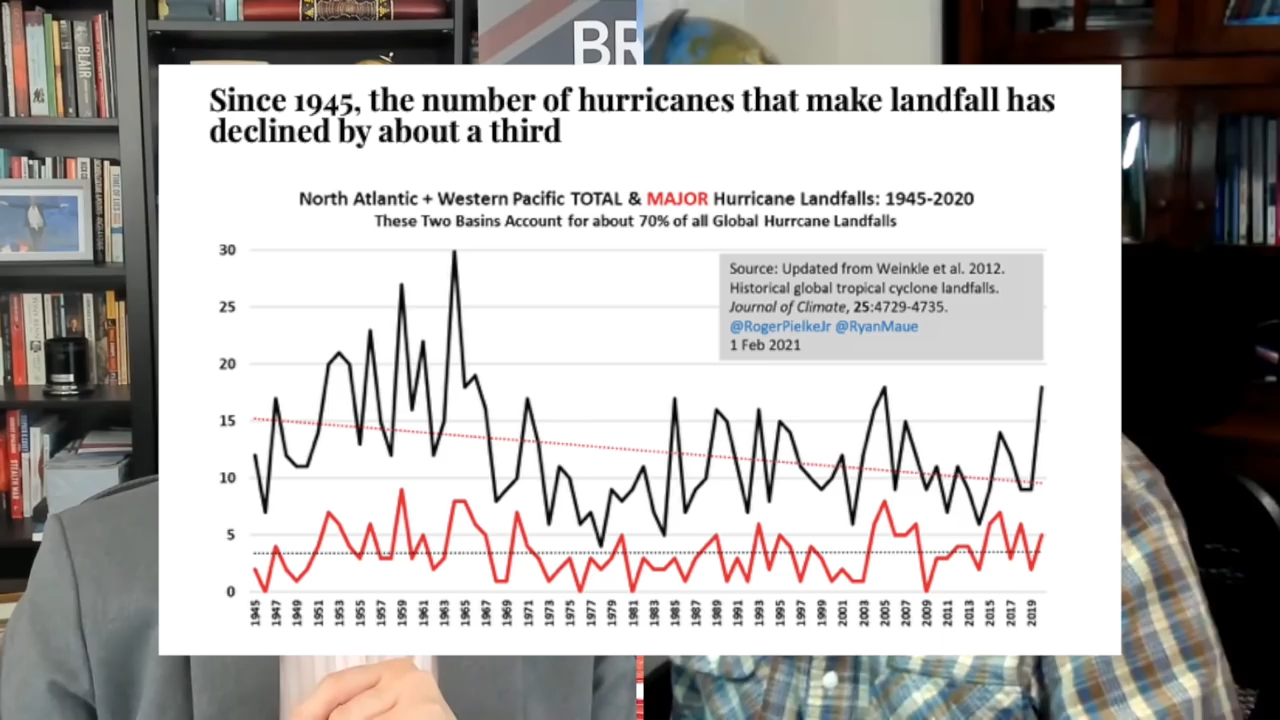 BLAIR
BR
Since 1945, the number of hurricanes that make landfall has
declined by about a third
North Atlantic + Western Pacific TOTAL & MAJOR Hurricane Landfalls: 1945-2020
These Two Basins Account for about 70% of all Global Hurrcane Landfalls
Source: Updated from Weinkle et al. 2012.
Historical global tropical cyclone landfalls.
Journal of Climate, 25:4729-4735.
@RogerPielkeJr @RyanMaue
1 Feb 2021
30
25
20
15
10
5
0
1945 1947 1949 1951 1953 1955 1957 1959 1961 1963 1965 1967 1969 1971 1973 1975 1977 1979 1981 1983 1985 1987 1989 1991 1993 1995 1997 1999 2001 2003 2005 2007 2009 2011 2013 2015 2017 2019
STEALTH WAR